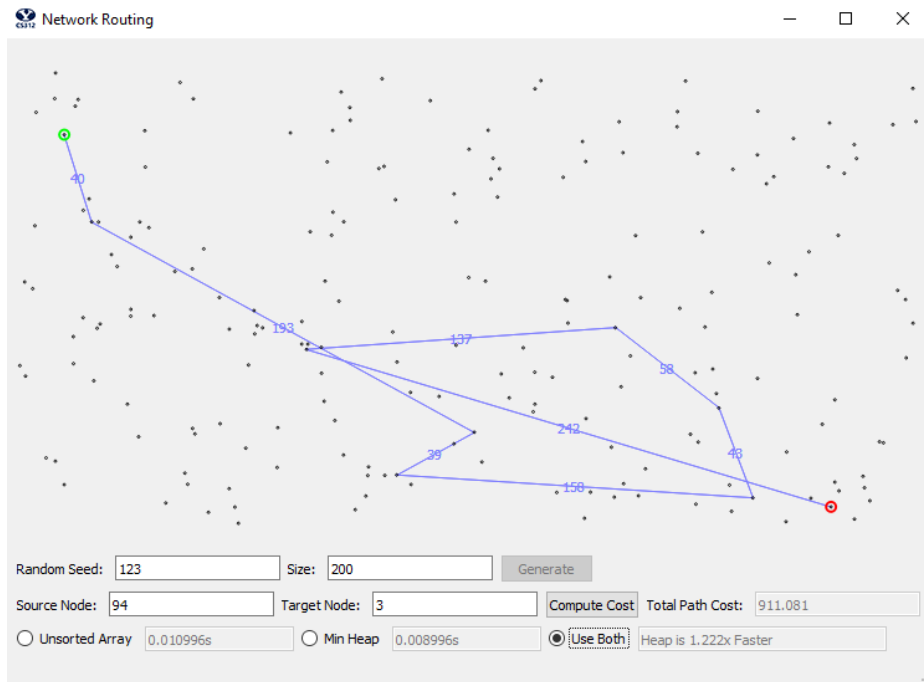 CS312 Network Routing
40
193
137
58
242
39
43
158
Random Seed: 123 Size: 200 Generate
Source Node: 94 Target Node: 3 Compute Cost Total Path Cost: 911.081
Unsorted Array 0.010996s Min Heap 0.008996s Use Both Heap is 1.222x Faster